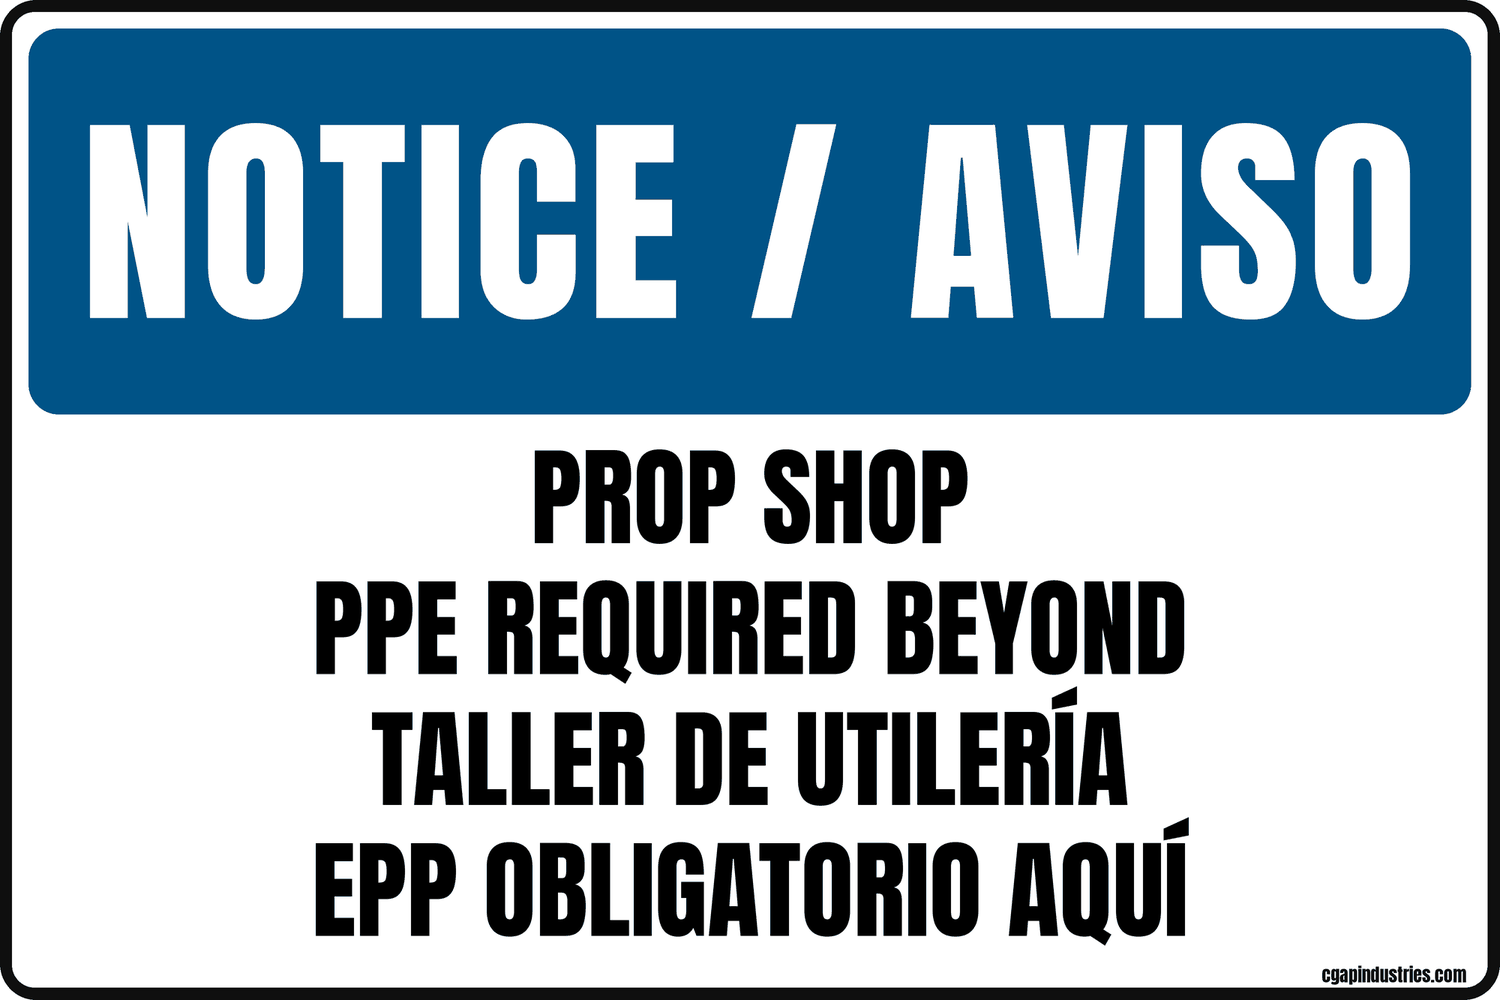 NOTICE / AVISO
PROP SHOP
PPE REQUIRED BEYOND
TALLER DE UTILERÍA
EPP OBLIGATORIO AQUÍ
cgapindustries.com